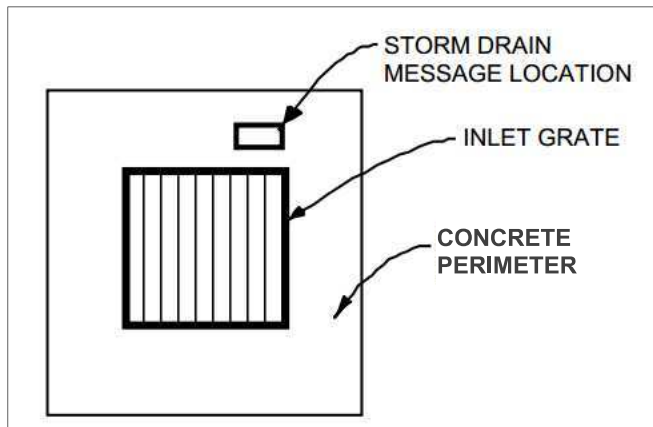 STORM DRAIN
MESSAGE LOCATION
INLET GRATE
CONCRETE
PERIMETER